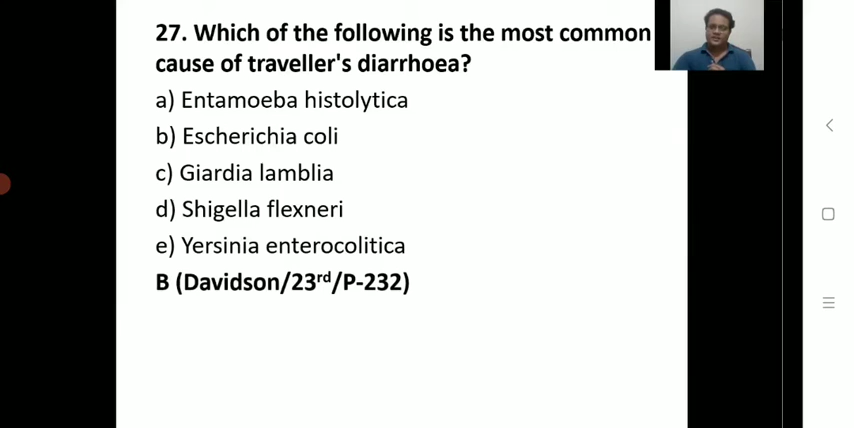 27. Which of the following is the most common
cause of traveller's diarrhoea?
a) Entamoeba histolytica
b) Escherichia coli
c) Giardia lamblia
d) Shigella flexneri
e) Yersinia enterocolitica
B (Davidson/23rd/P-232)